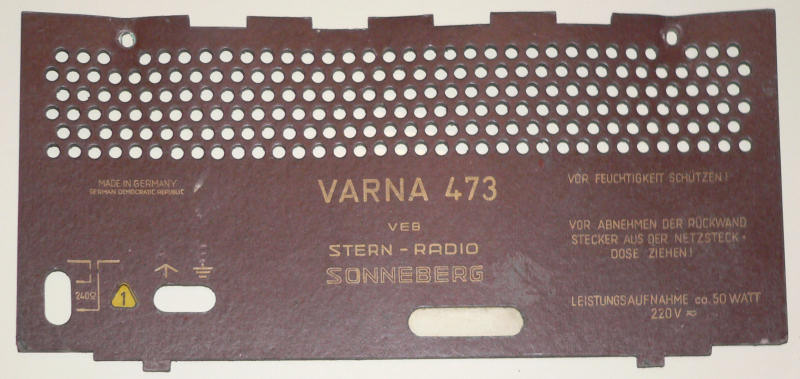 MADE IN GERMANY
GERMAN DEMOCRATIC REPUBLIC
VARNA 473
VEB
STERN-RADIO
SONNEBERG
VOR FEUCHTIGKEIT SCHÜTZEN!
VOR ABNEHMEN DER RÜCKWAND
STECKER AUS DER NETZSTECK-
DOSE ZIEHEN!
LEISTUNGSAUFNAHME ca. 50 WATT
220V ≂
240Ω
1